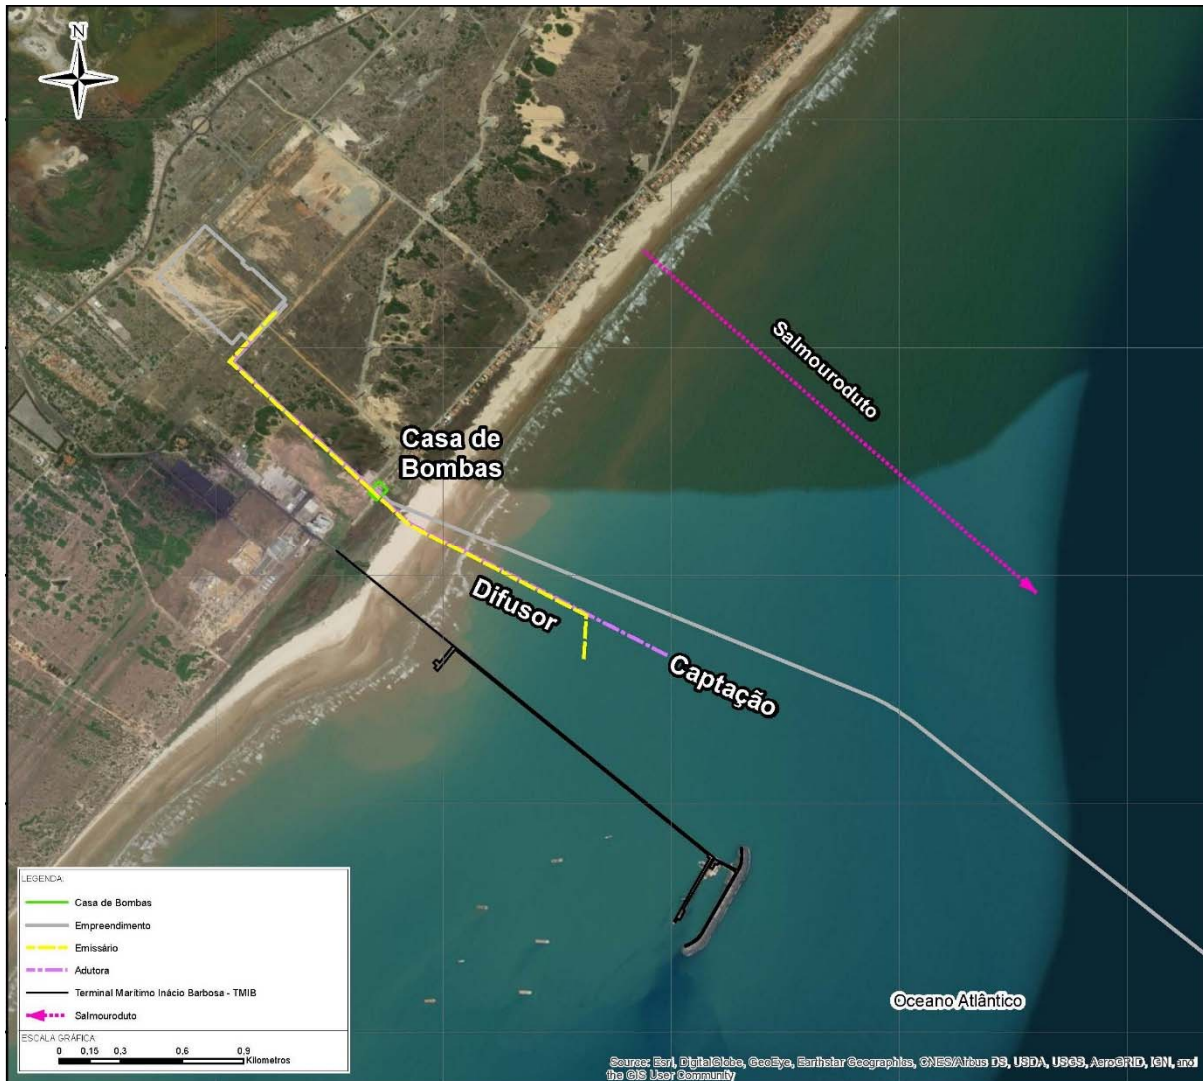 N
Salmouroduto
Casa de
Bombas
Difusor
Captação
Oceano Atlântico
LEGENDA:
Casa de Bombas
Empreendimento
Emissário
Adutora
Terminal Marítimo Inácio Barbosa - TMIB
Salmouroduto
ESCALA GRÁFICA:
0 0,15 0,3 0,6 0,9
Kilometros
Source: Esri, DigitalGlobe, GeoEye, Earthstar Geographics, CNES/Airbus DS, USDA, USGS, AeroGRID, IGN, and
the GIS User Community